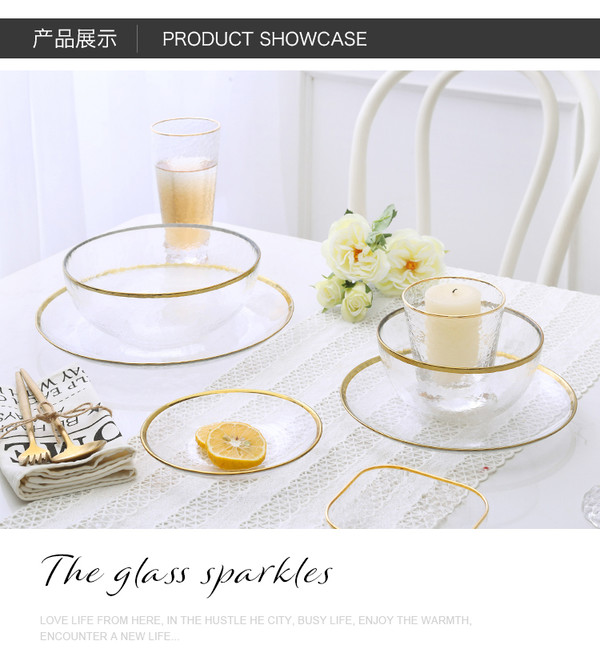 产品展示 PRODUCT SHOWCASE
The glass sparkles
LOVE LIFE FROM HERE, IN THE HUSTLE HE CITY, BUSY LIFE, ENJOY THE WARMTH,
ENCOUNTER A NEW LIFE...